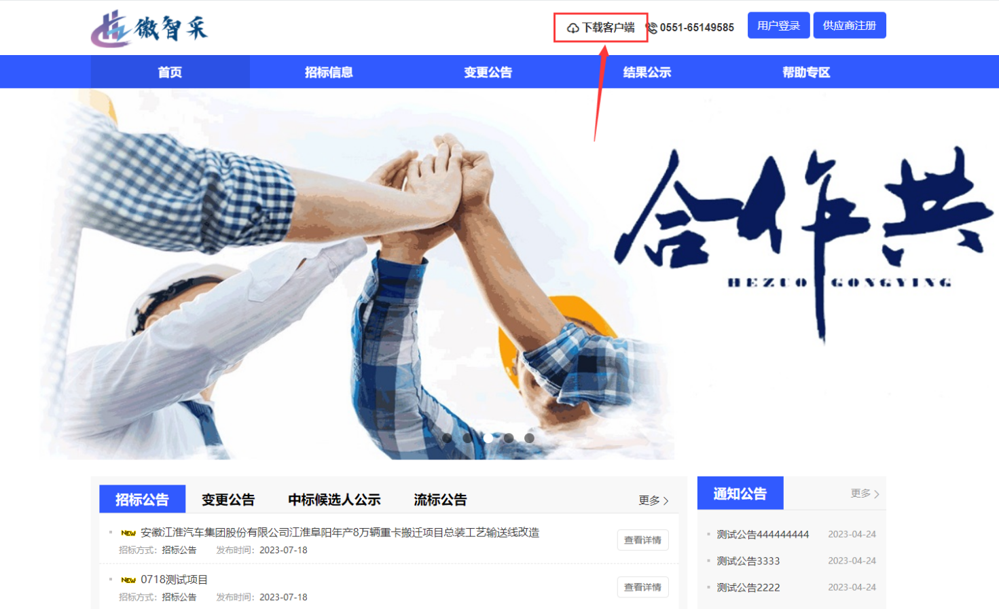 徽智采
下载客户端
0551-65149585
用户登录
供应商注册
首页
招标信息
变更公告
结果公示
帮助专区
合作共
HEZUO GONGYING
招标公告
变更公告
中标候选人公示
流标公告
更多
NEW 安徽江淮汽车集团股份有限公司江淮阜阳年产8万辆重卡搬迁项目总装工艺输送线改造
招标方式：招标公告 发布时间：2023-07-18
查看详情
NEW 0718测试项目
招标方式：招标公告 发布时间：2023-07-18
查看详情
通知公告
更多
测试公告444444444 2023-04-24
测试公告3333 2023-04-24
测试公告2222 2023-04-24